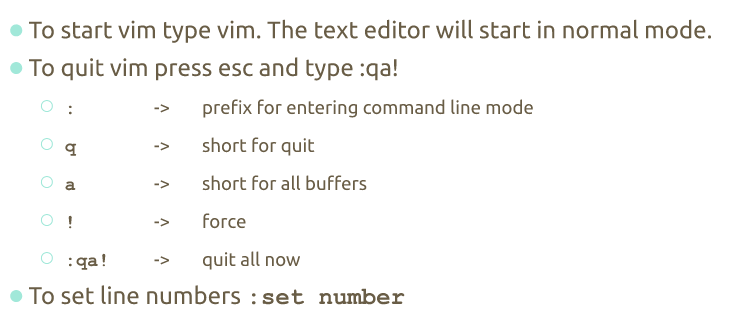 To start vim type vim. The text editor will start in normal mode.
To quit vim press esc and type :qa!
: -> prefix for entering command line mode
q -> short for quit
a -> short for all buffers
! -> force
:qa! -> quit all now
To set line numbers :set number